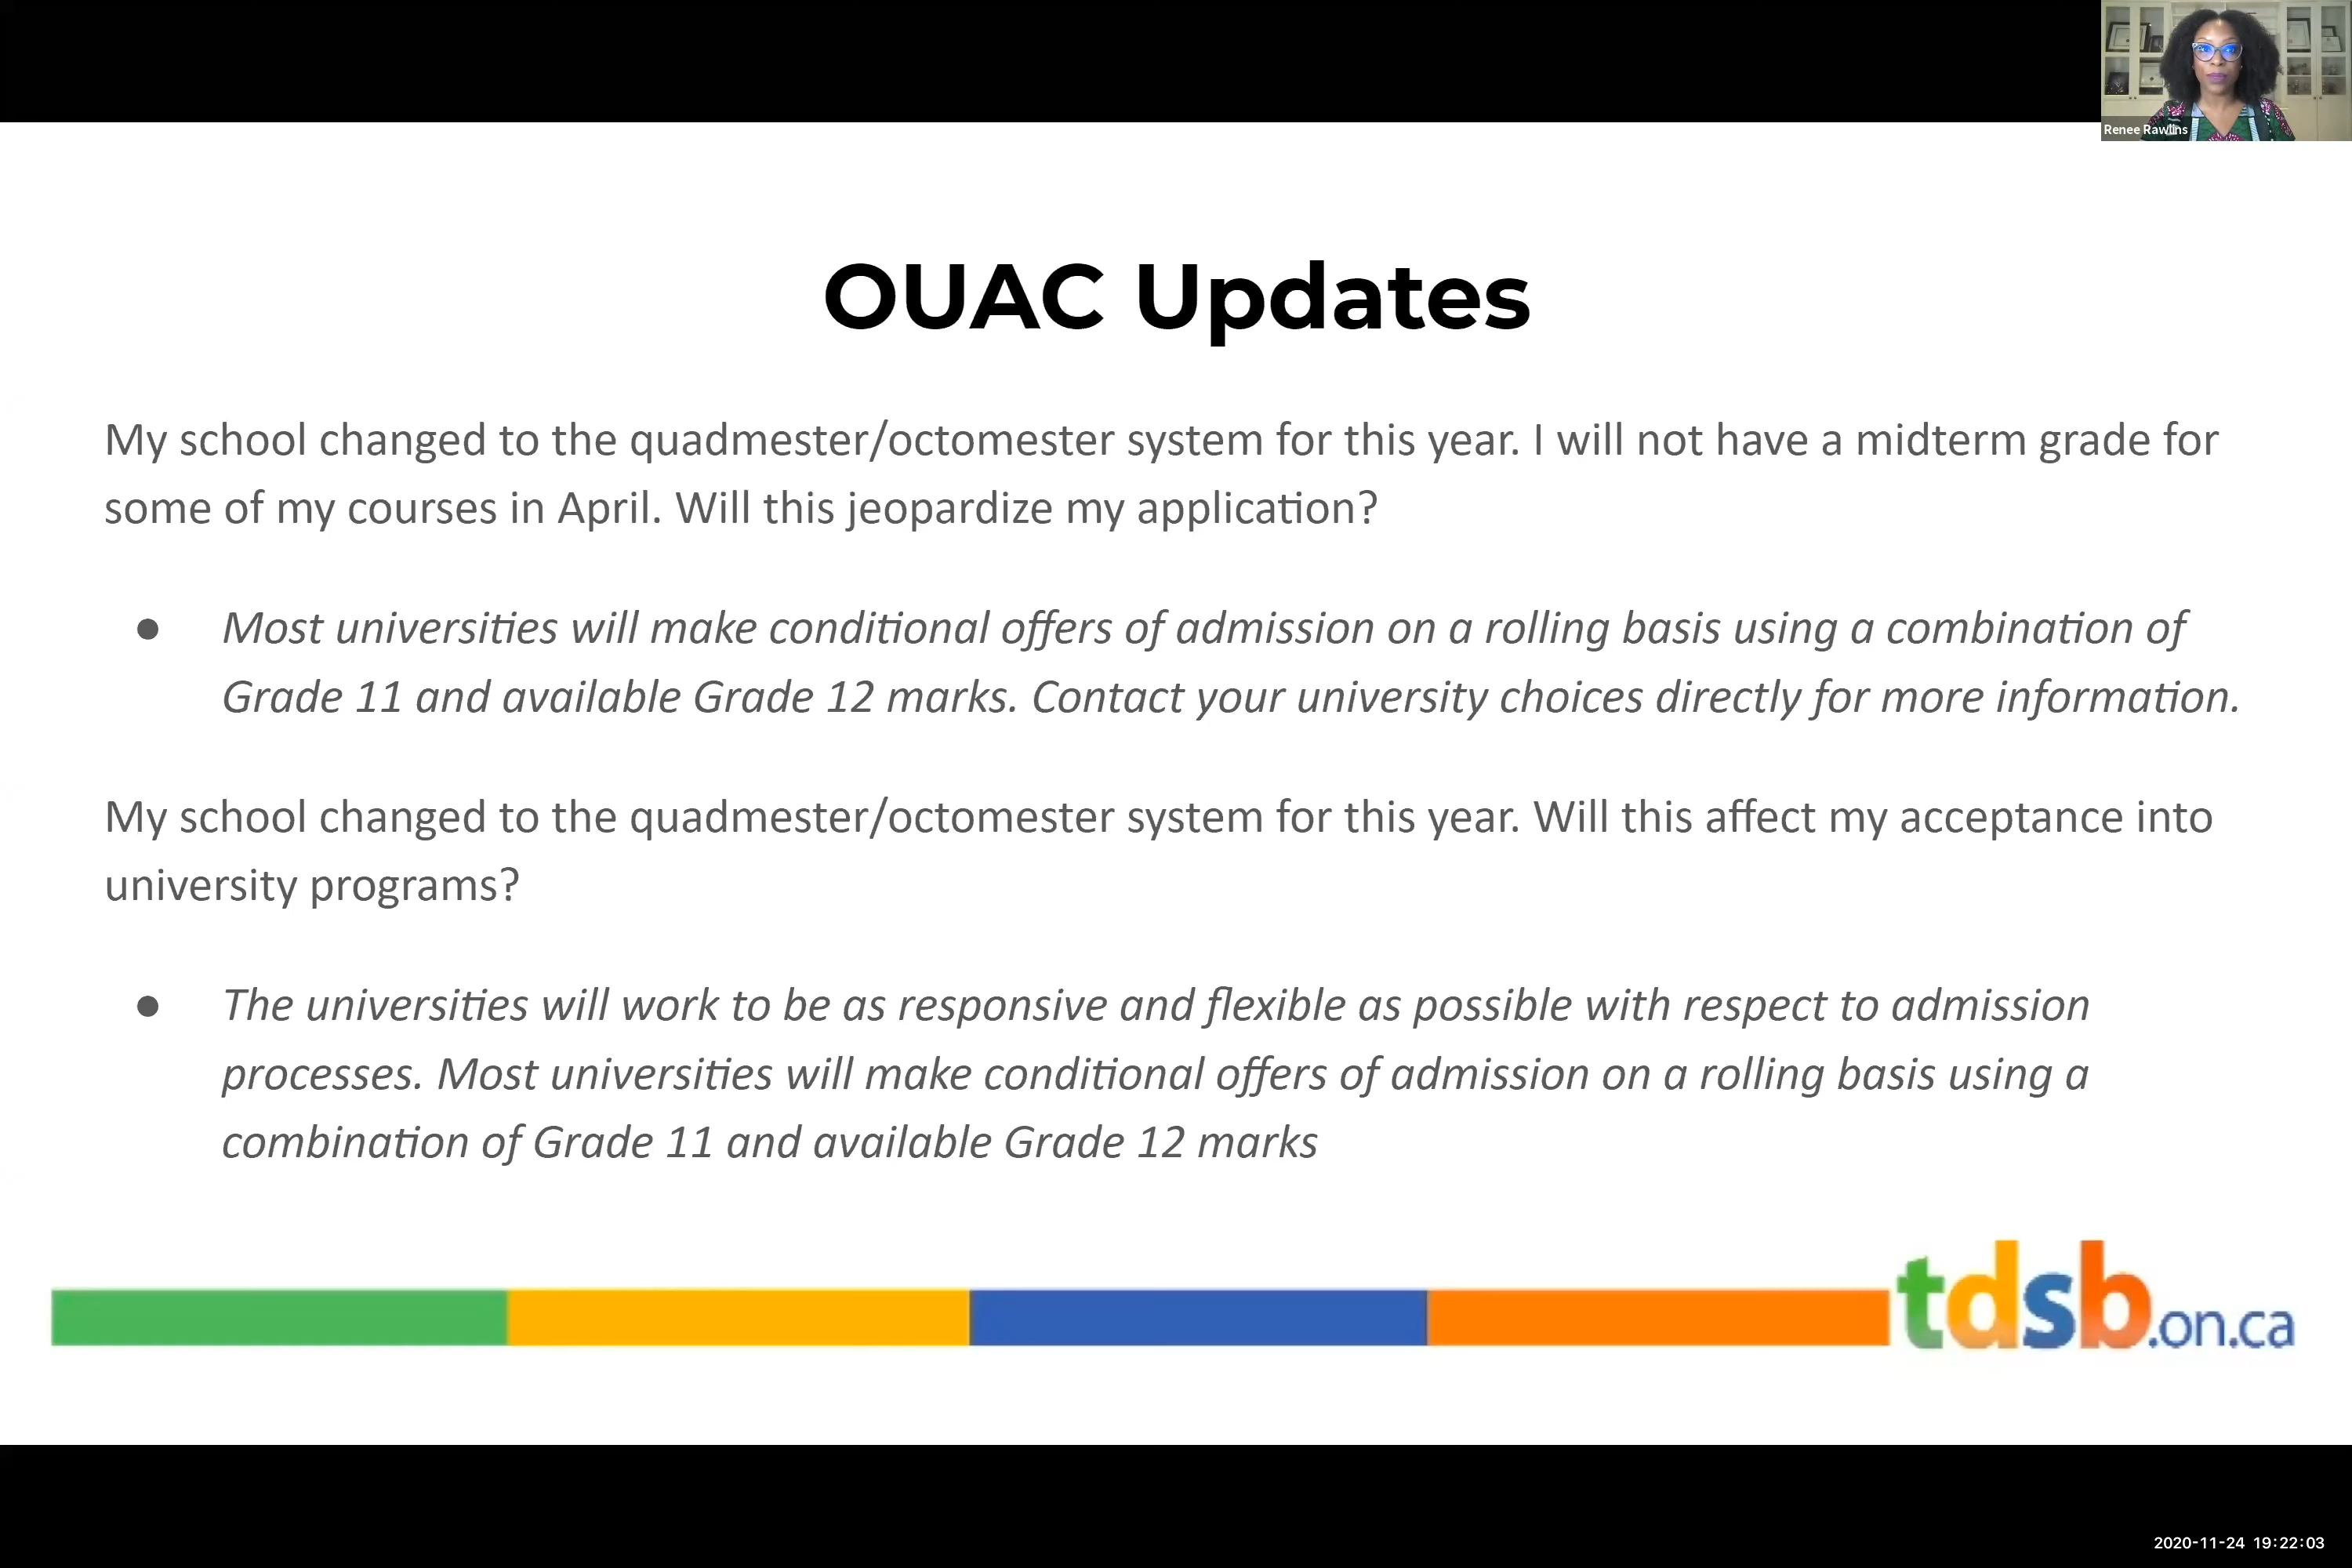 Renee Rawlins
OUAC Updates
My school changed to the quadmester/octomester system for this year. I will not have a midterm grade for
some of my courses in April. Will this jeopardize my application?
● Most universities will make conditional offers of admission on a rolling basis using a combination of
Grade 11 and available Grade 12 marks. Contact your university choices directly for more information.
My school changed to the quadmester/octomester system for this year. Will this affect my acceptance into
university programs?
● The universities will work to be as responsive and flexible as possible with respect to admission
processes. Most universities will make conditional offers of admission on a rolling basis using a
combination of Grade 11 and available Grade 12 marks
tdsb.on.ca
2020-11-24 19:22:03